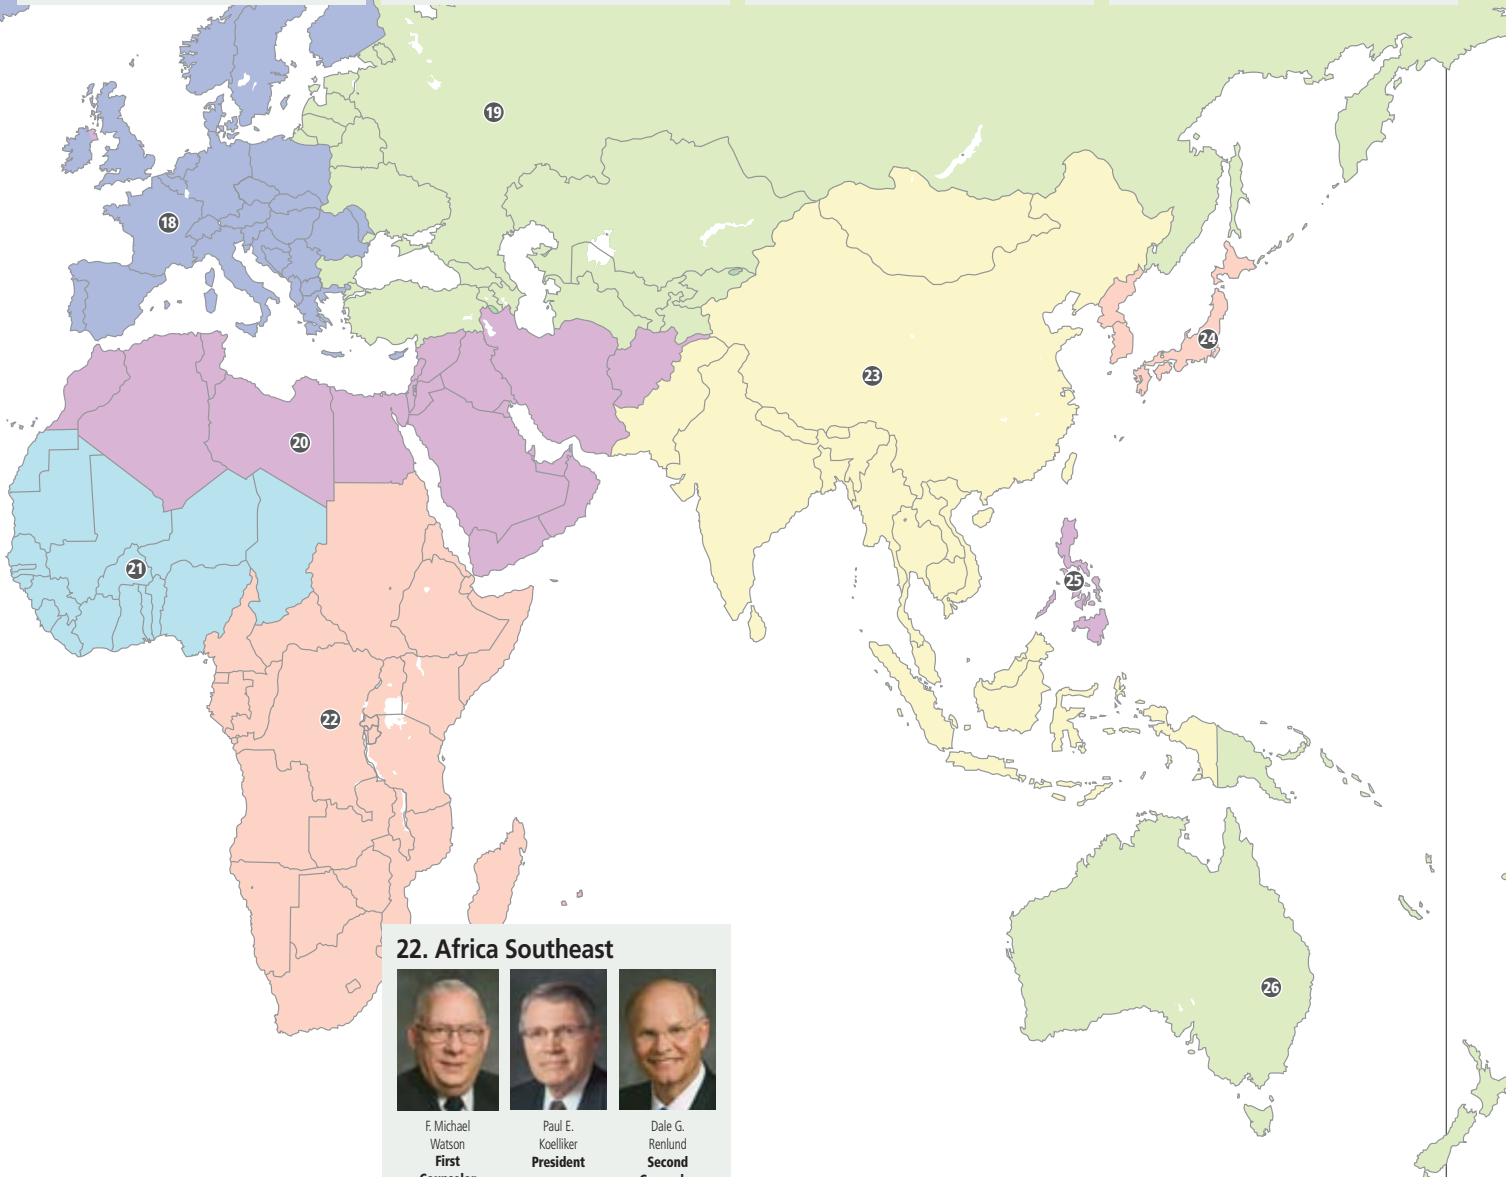 19
18
24
23
20
21
25
22
26
22. Africa Southeast
F. Michael
Watson
First
Counselor
Paul E.
Koelliker
President
Dale G.
Renlund
Second